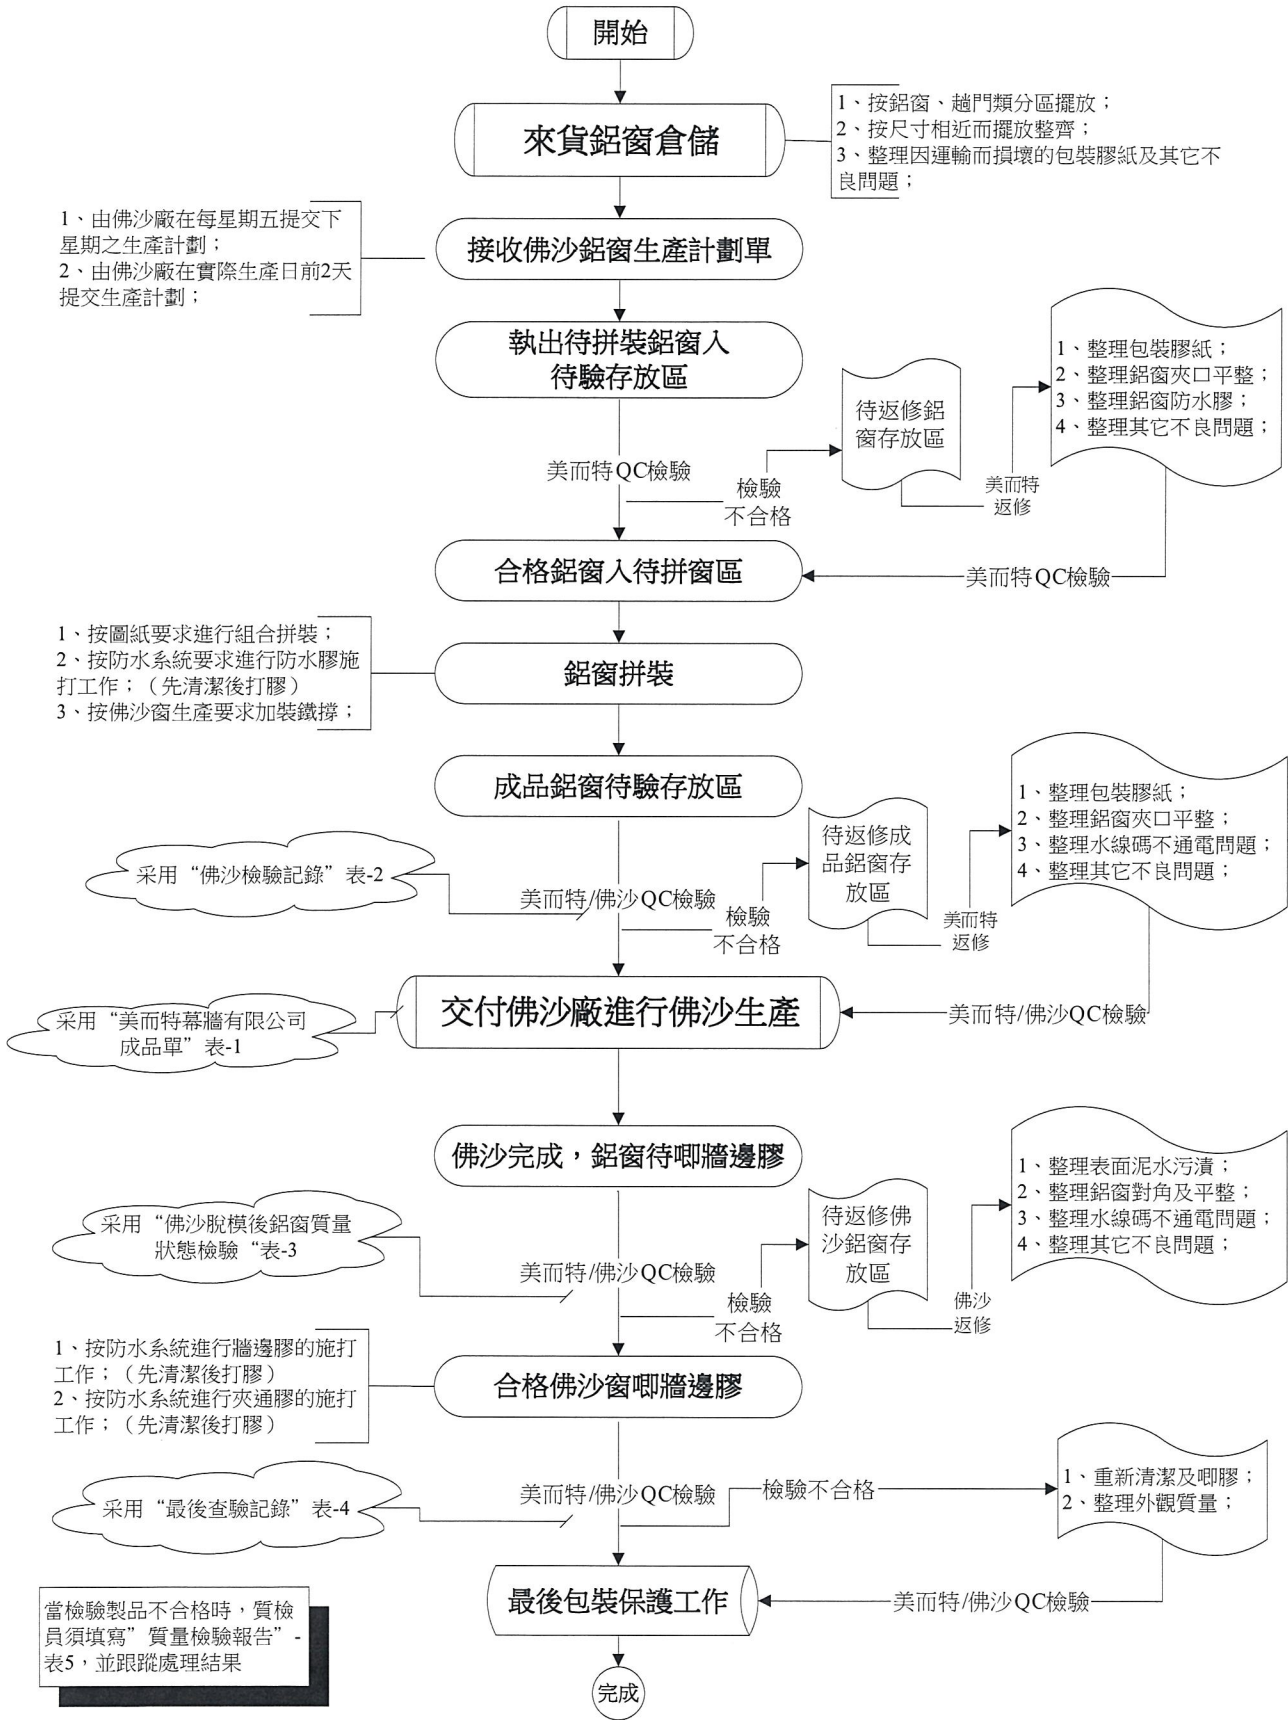 開始
來貨鋁窗倉儲
1、按鋁窗、趟門類分區擺放；
2、按尺寸相近而擺放整齊；
3、整理因運輸而損壞的包裝膠紙及其它不
良問題；
1、由佛沙廠在每星期五提交下
星期之生產計劃；
2、由佛沙廠在實際生產日前2天
提交生產計劃；
接收佛沙鋁窗生產計劃單
執出待拼裝鋁窗入
待驗存放區
待返修鋁
窗存放區
1、整理包裝膠紙；
2、整理鋁窗夾口平整；
3、整理鋁窗防水膠；
4、整理其它不良問題；
美而特QC檢驗
檢驗
不合格
美而特
返修
合格鋁窗入待拼窗區
美而特QC檢驗
1、按圖紙要求進行組合拼裝；
2、按防水系統要求進行防水膠施
打工作；（先清潔後打膠）
3、按佛沙窗生產要求加裝鐵撐；
鋁窗拼裝
成品鋁窗待驗存放區
待返修成
品鋁窗存
放區
1、整理包裝膠紙；
2、整理鋁窗夾口平整；
3、整理水線碼不通電問題；
4、整理其它不良問題；
采用“佛沙檢驗記錄”表-2
美而特/佛沙QC檢驗
檢驗
不合格
美而特
返修
采用“美而特幕牆有限公司
成品單”表-1
交付佛沙廠進行佛沙生產
美而特/佛沙QC檢驗
佛沙完成，鋁窗待唧牆邊膠
待返修佛
沙鋁窗存
放區
1、整理表面泥水污漬；
2、整理鋁窗對角及平整；
3、整理水線碼不通電問題；
4、整理其它不良問題；
采用“佛沙脫模後鋁窗質量
狀態檢驗“表-3
美而特/佛沙QC檢驗
檢驗
不合格
佛沙
返修
1、按防水系統進行牆邊膠的施打
工作；（先清潔後打膠）
2、按防水系統進行夾通膠的施打
工作；（先清潔後打膠）
合格佛沙窗唧牆邊膠
采用“最後查驗記錄”表-4
美而特/佛沙QC檢驗
檢驗不合格
1、重新清潔及唧膠；
2、整理外觀質量；
最後包裝保護工作
美而特/佛沙QC檢驗
當檢驗製品不合格時，質檢
員須填寫”質量檢驗報告”-
表5，並跟蹤處理結果
完成